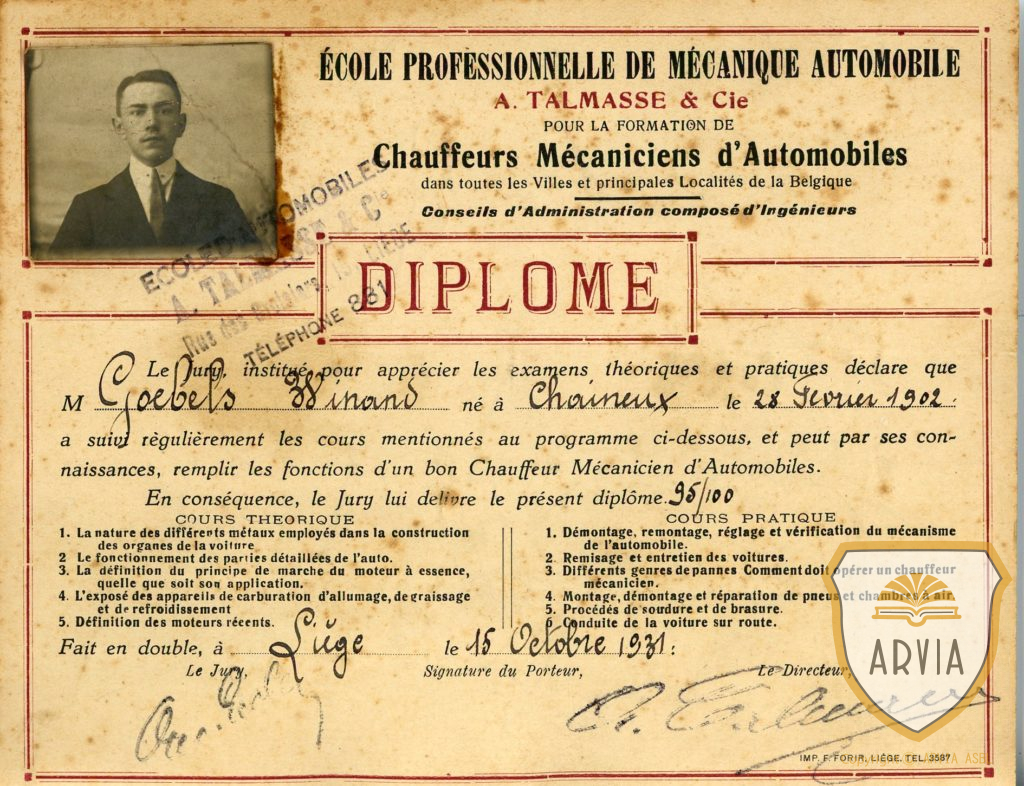 ÉCOLE PROFESSIONNELLE DE MÉCANIQUE AUTOMOBILE
A. TALMASSE & Cie
POUR LA FORMATION DE
Chauffeurs Mécaniciens d'Automobiles
dans toutes les Villes et principales Localités de la Belgique
Conseils d'Administration composé d'Ingénieurs
ECOLE D'AUTOMOBILES
A. TALMASSE & Cie
Rue des LIÉGE
TÉLÉPHONE 881
DIPLOME
Le Jury, institué pour apprécier les examens théoriques et pratiques déclare que
M Goebels Winand né à Chaineux le 28 Février 1902.
a suivi règulièrement les cours mentionnés au programme ci-dessous, et peut par ses con-
naissances, remplir les fonctions d'un bon Chauffeur Mécanicien d'Automobiles.
En conséquence, le Jury lui delivre le présent diplôme. 95/100
COURS THEORIQUE
1. La nature des différents métaux employés dans la construction
des organes de la voiture
2 Le fonctionnement des parties détaillées de l'auto.
3. La définition du principe de marche du moteur à essence,
quelle que soit son application.
4. L'exposé des appareils de carburation d'allumage, de graissage
et de refroidissement
5. Définition des moteurs récents.
COURS PRATIQUE
1. Démontage, remontage, réglage et vérification du mécanisme
de l'automobile.
2. Remisage et entretien des voitures.
3. Différents genres de pannes Comment doit opérer un chauffeur
mécanicien.
4. Montage, démontage et réparation de pneus et chambres à air
5. Procédés de soudure et de brasure.
6 Conduite de la voiture sur route.
Fait en double, à Liége le 15 Octobre 1931:
Le Jury, Signature du Porteur, Le Directeur,
A. Talmasse
IMP. F. FORIR, LIÉGE. TEL. 3587
ARVIA